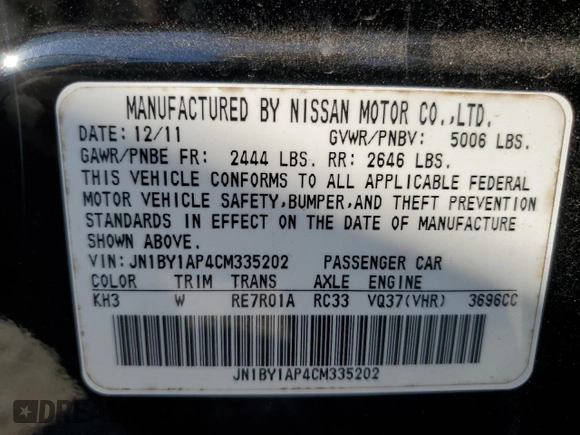 MANUFACTURED BY NISSAN MOTOR CO.,LTD.
DATE: 12/11 GVWR/PNBV: 5006 LBS.
GAWR/PNBE FR: 2444 LBS. RR: 2646 LBS.
THIS VEHICLE CONFORMS TO ALL APPLICABLE FEDERAL
MOTOR VEHICLE SAFETY,BUMPER,AND THEFT PREVENTION
STANDARDS IN EFFECT ON THE DATE OF MANUFACTURE
SHOWN ABOVE.
VIN:JN1BY1AP4CM335202 PASSENGER CAR
COLOR TRIM TRANS AXLE ENGINE
KH3 W RE7R01A RC33 VQ37(VHR) 3696CC
JN1BY1AP4CM335202